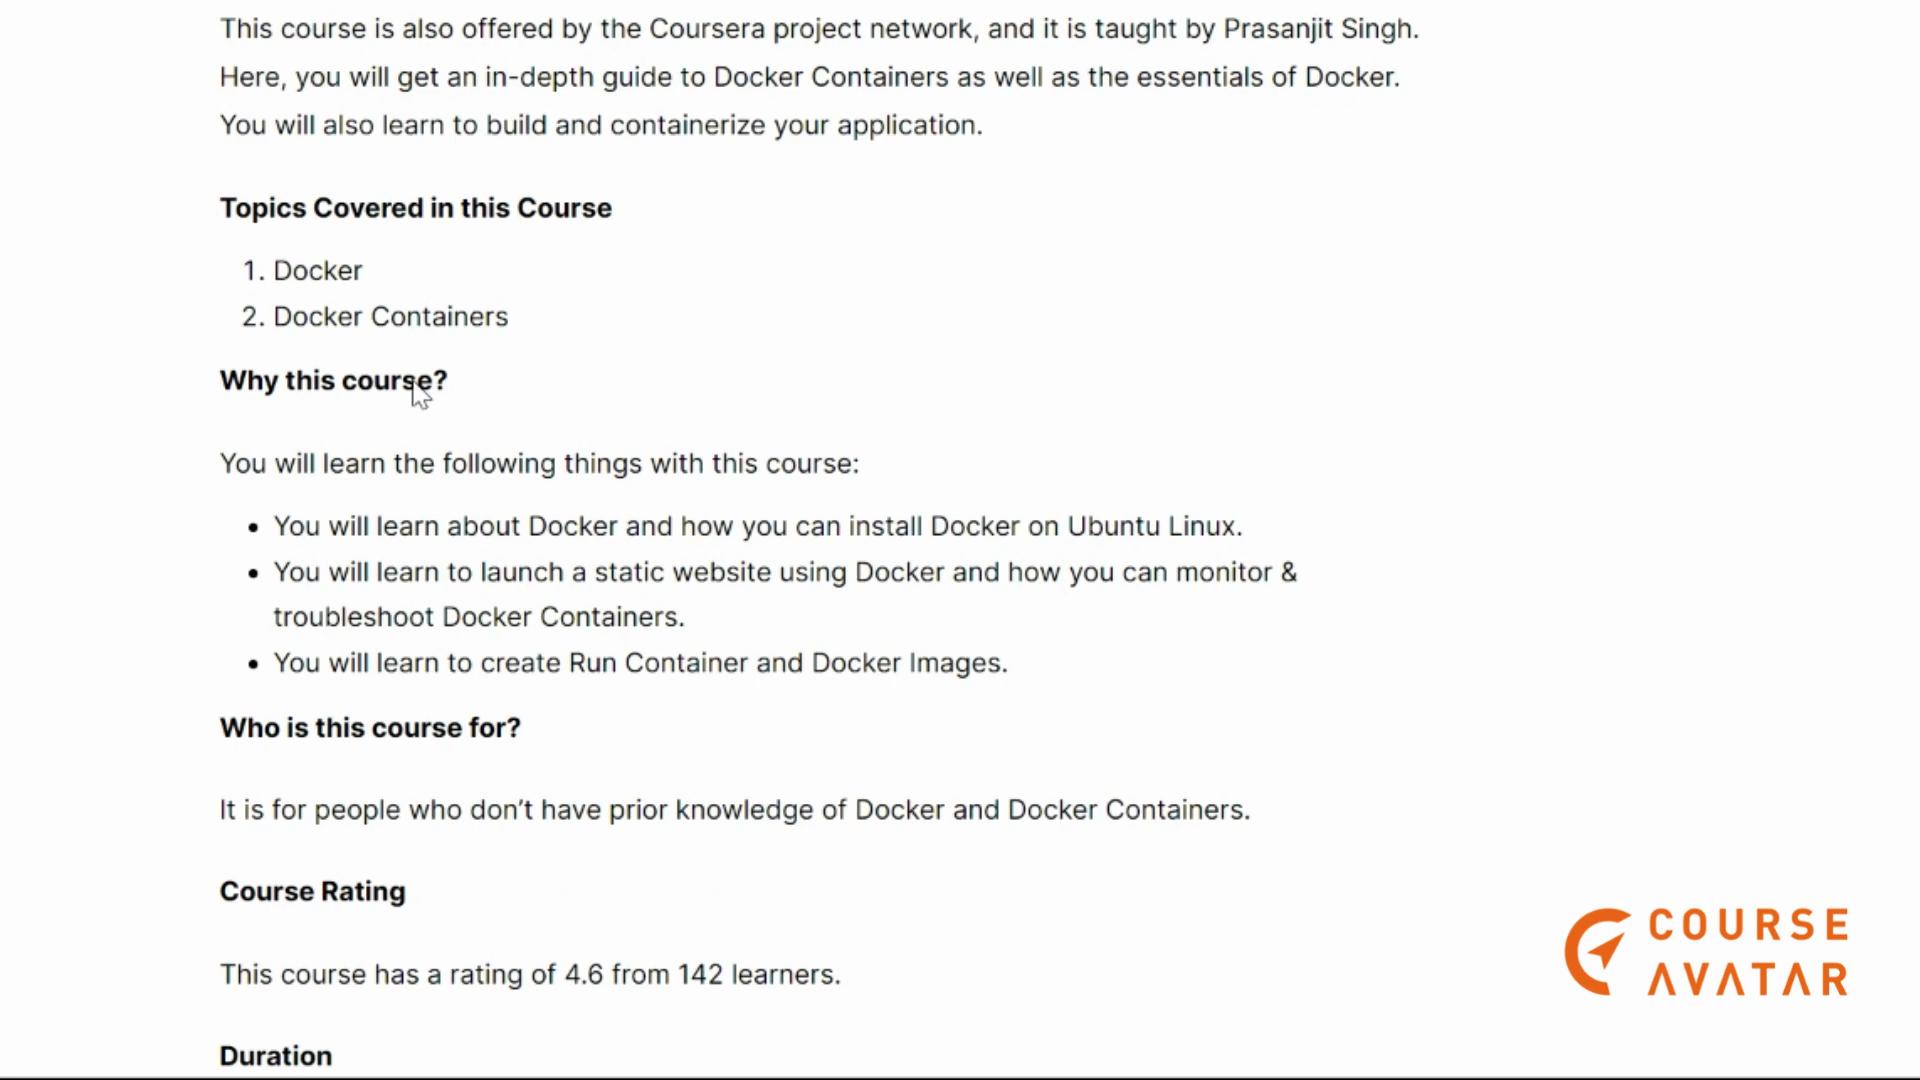 This course is also offered by the Coursera project network, and it is taught by Prasanjit Singh.
Here, you will get an in-depth guide to Docker Containers as well as the essentials of Docker.
You will also learn to build and containerize your application.
Topics Covered in this Course
1. Docker
2. Docker Containers
Why this course?
You will learn the following things with this course:
• You will learn about Docker and how you can install Docker on Ubuntu Linux.
• You will learn to launch a static website using Docker and how you can monitor &
troubleshoot Docker Containers.
• You will learn to create Run Container and Docker Images.
Who is this course for?
It is for people who don’t have prior knowledge of Docker and Docker Containers.
Course Rating
This course has a rating of 4.6 from 142 learners.
COURSE
AVATAR
Duration